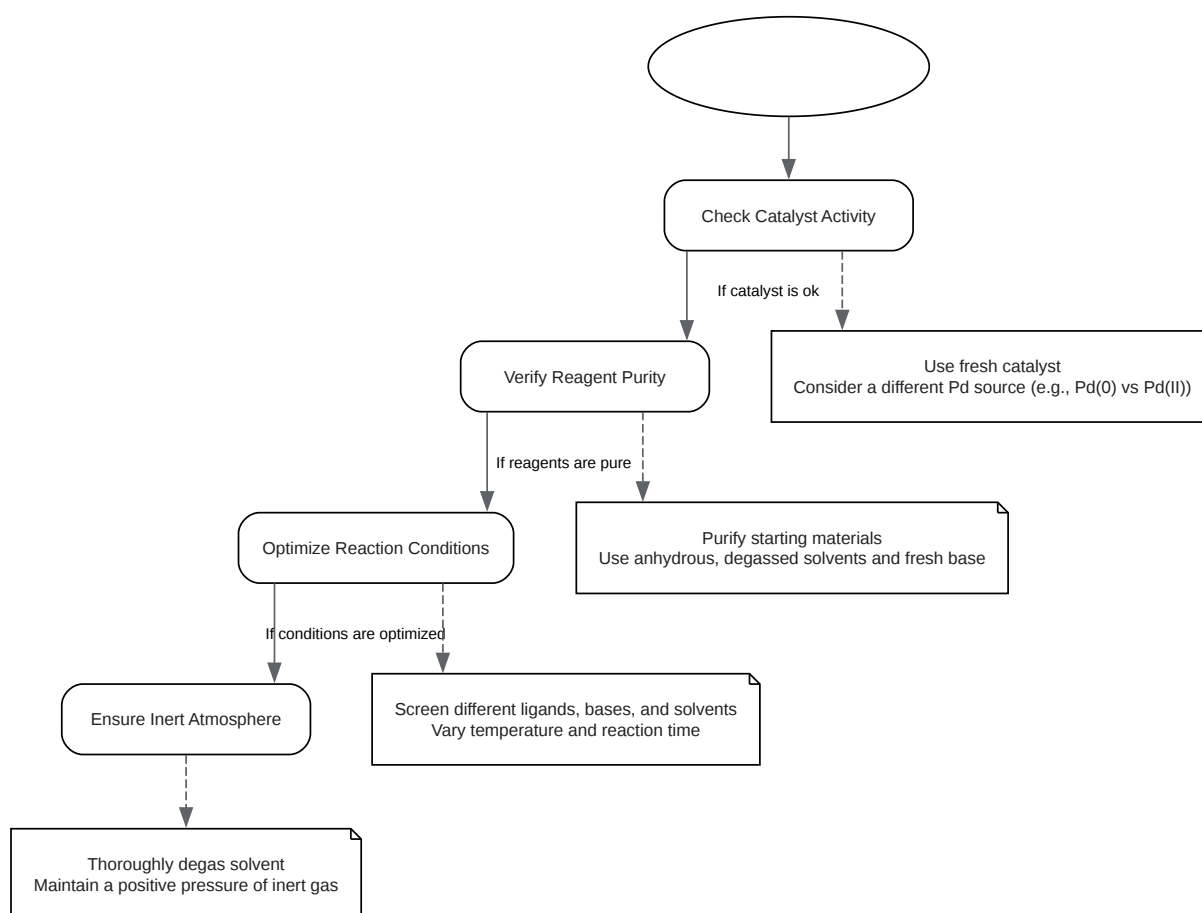 Check Catalyst Activity
If catalyst is ok
Use fresh catalyst
Consider a different Pd source (e.g., Pd(0) vs Pd(II))
Verify Reagent Purity
If reagents are pure
Purify starting materials
Use anhydrous, degassed solvents and fresh base
Optimize Reaction Conditions
If conditions are optimized
Screen different ligands, bases, and solvents
Vary temperature and reaction time
Ensure Inert Atmosphere
Thoroughly degas solvent
Maintain a positive pressure of inert gas